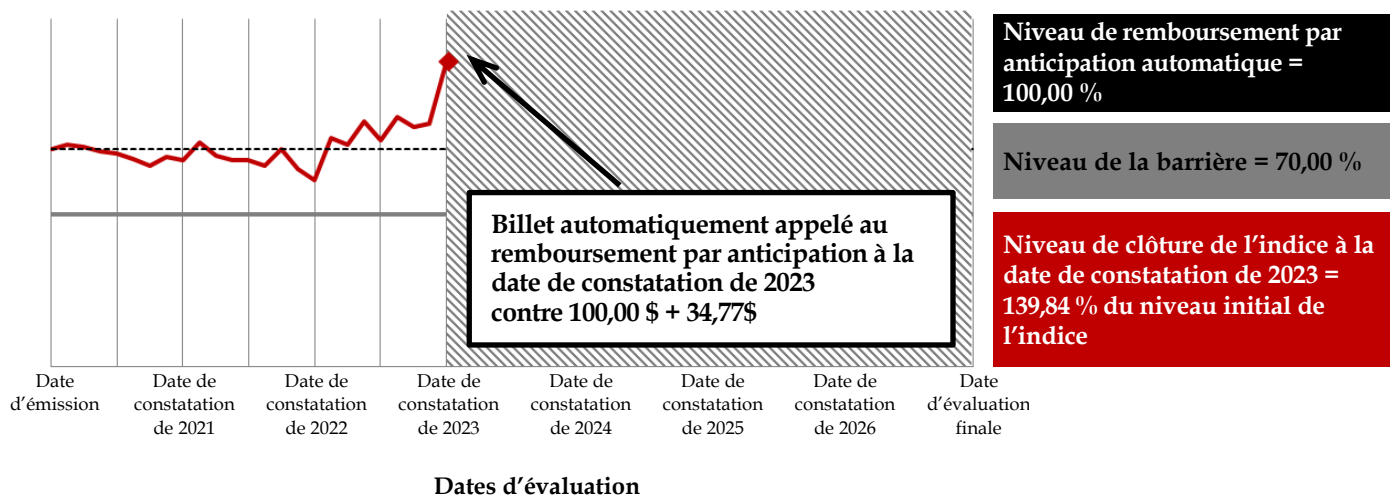 Niveau de remboursement par
anticipation automatique =
100,00 %
Niveau de la barrière = 70,00 %
Billet automatiquement appelé au
remboursement par anticipation à la
date de constatation de 2023
contre 100,00 $ + 34,77$
Niveau de clôture de l’indice à la
date de constatation de 2023 =
139,84 % du niveau initial de
l’indice
Date
d’émission
Date de
constatation
de 2021
Date de
constatation
de 2022
Date de
constatation
de 2023
Date de
constatation
de 2024
Date de
constatation
de 2025
Date de
constatation
de 2026
Date
d’évaluation
finale
Dates d’évaluation